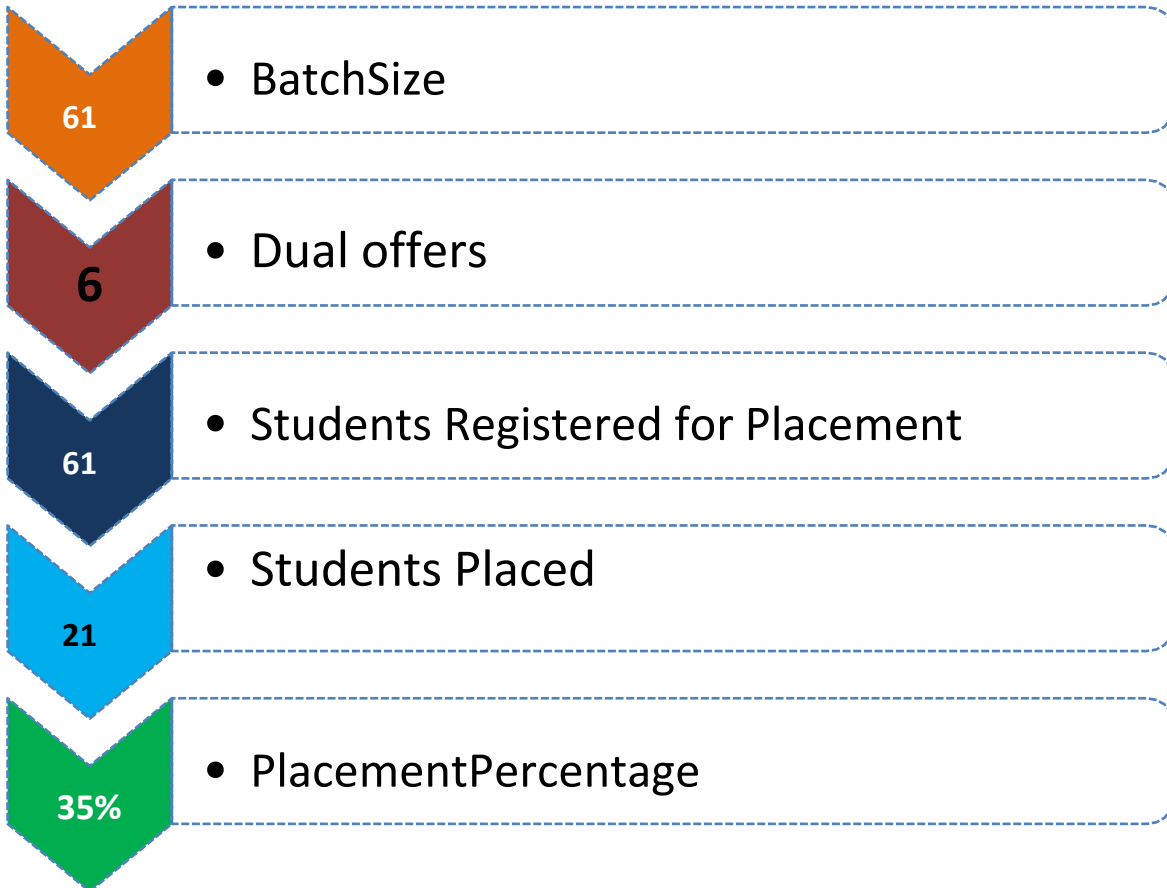 61
• BatchSize
6
• Dual offers
61
• Students Registered for Placement
21
• Students Placed
35%
• PlacementPercentage